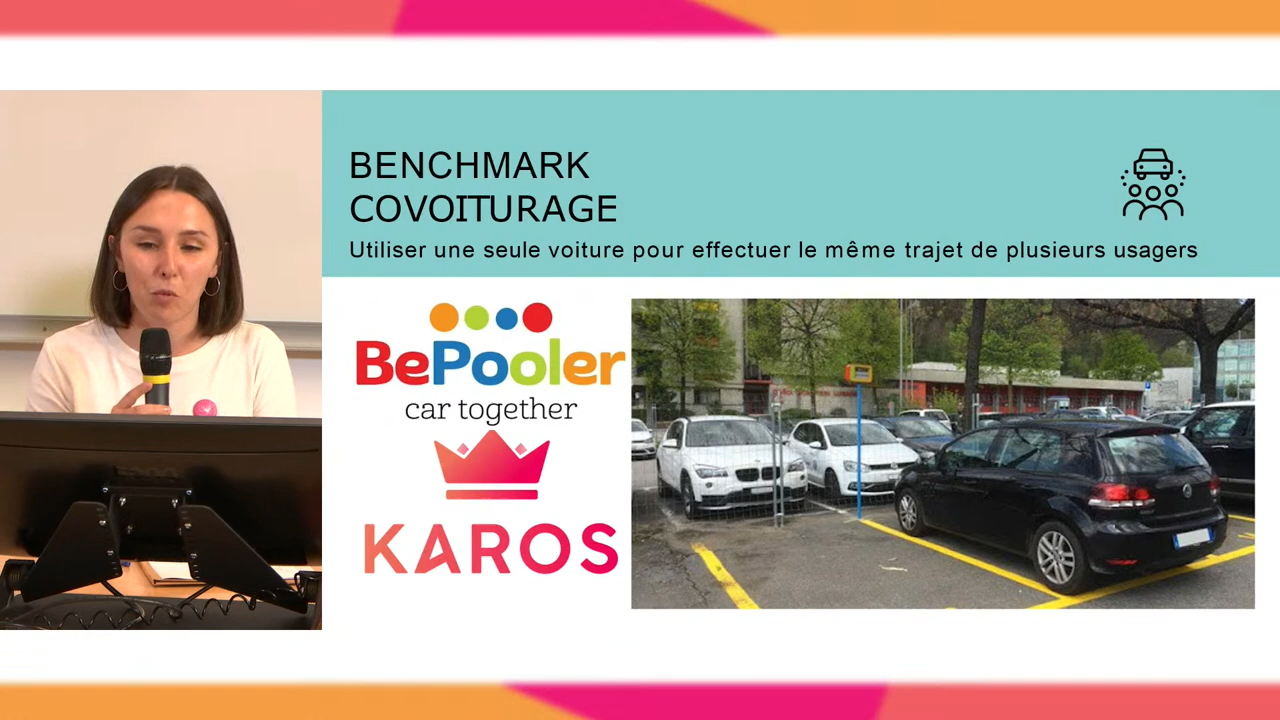 BENCHMARK
COVOITURAGE
Utiliser une seule voiture pour effectuer le même trajet de plusieurs usagers
BePooler
car together
KAROS